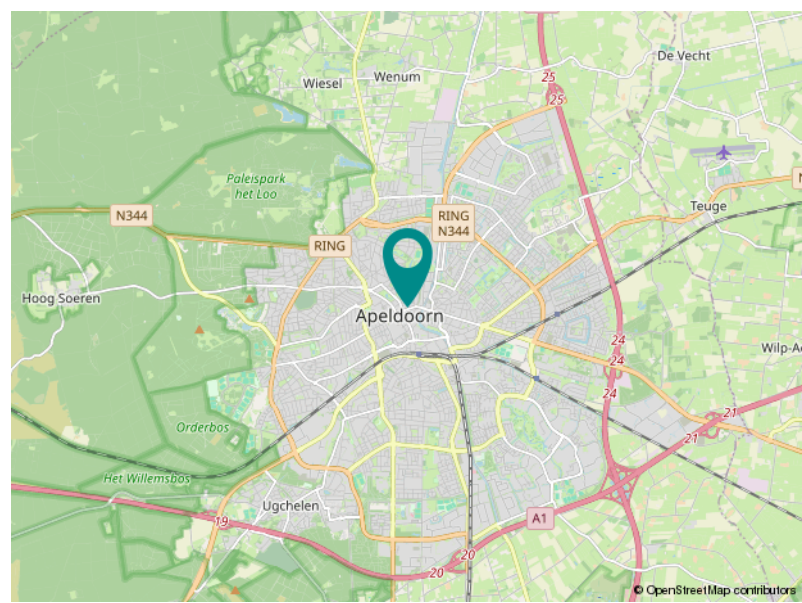 De Vecht
Wiesel
Wenum
25
25
Paleispark
het Loo
N344
RING
N344
RING
Teuge
N
Hoog Soeren
Apeldoorn
24
24
24
Wilp-Ac
21
21
Orderbos
Het Willemsbos
Ugchelen
19
A1
20
20
© OpenStreetMap contributors